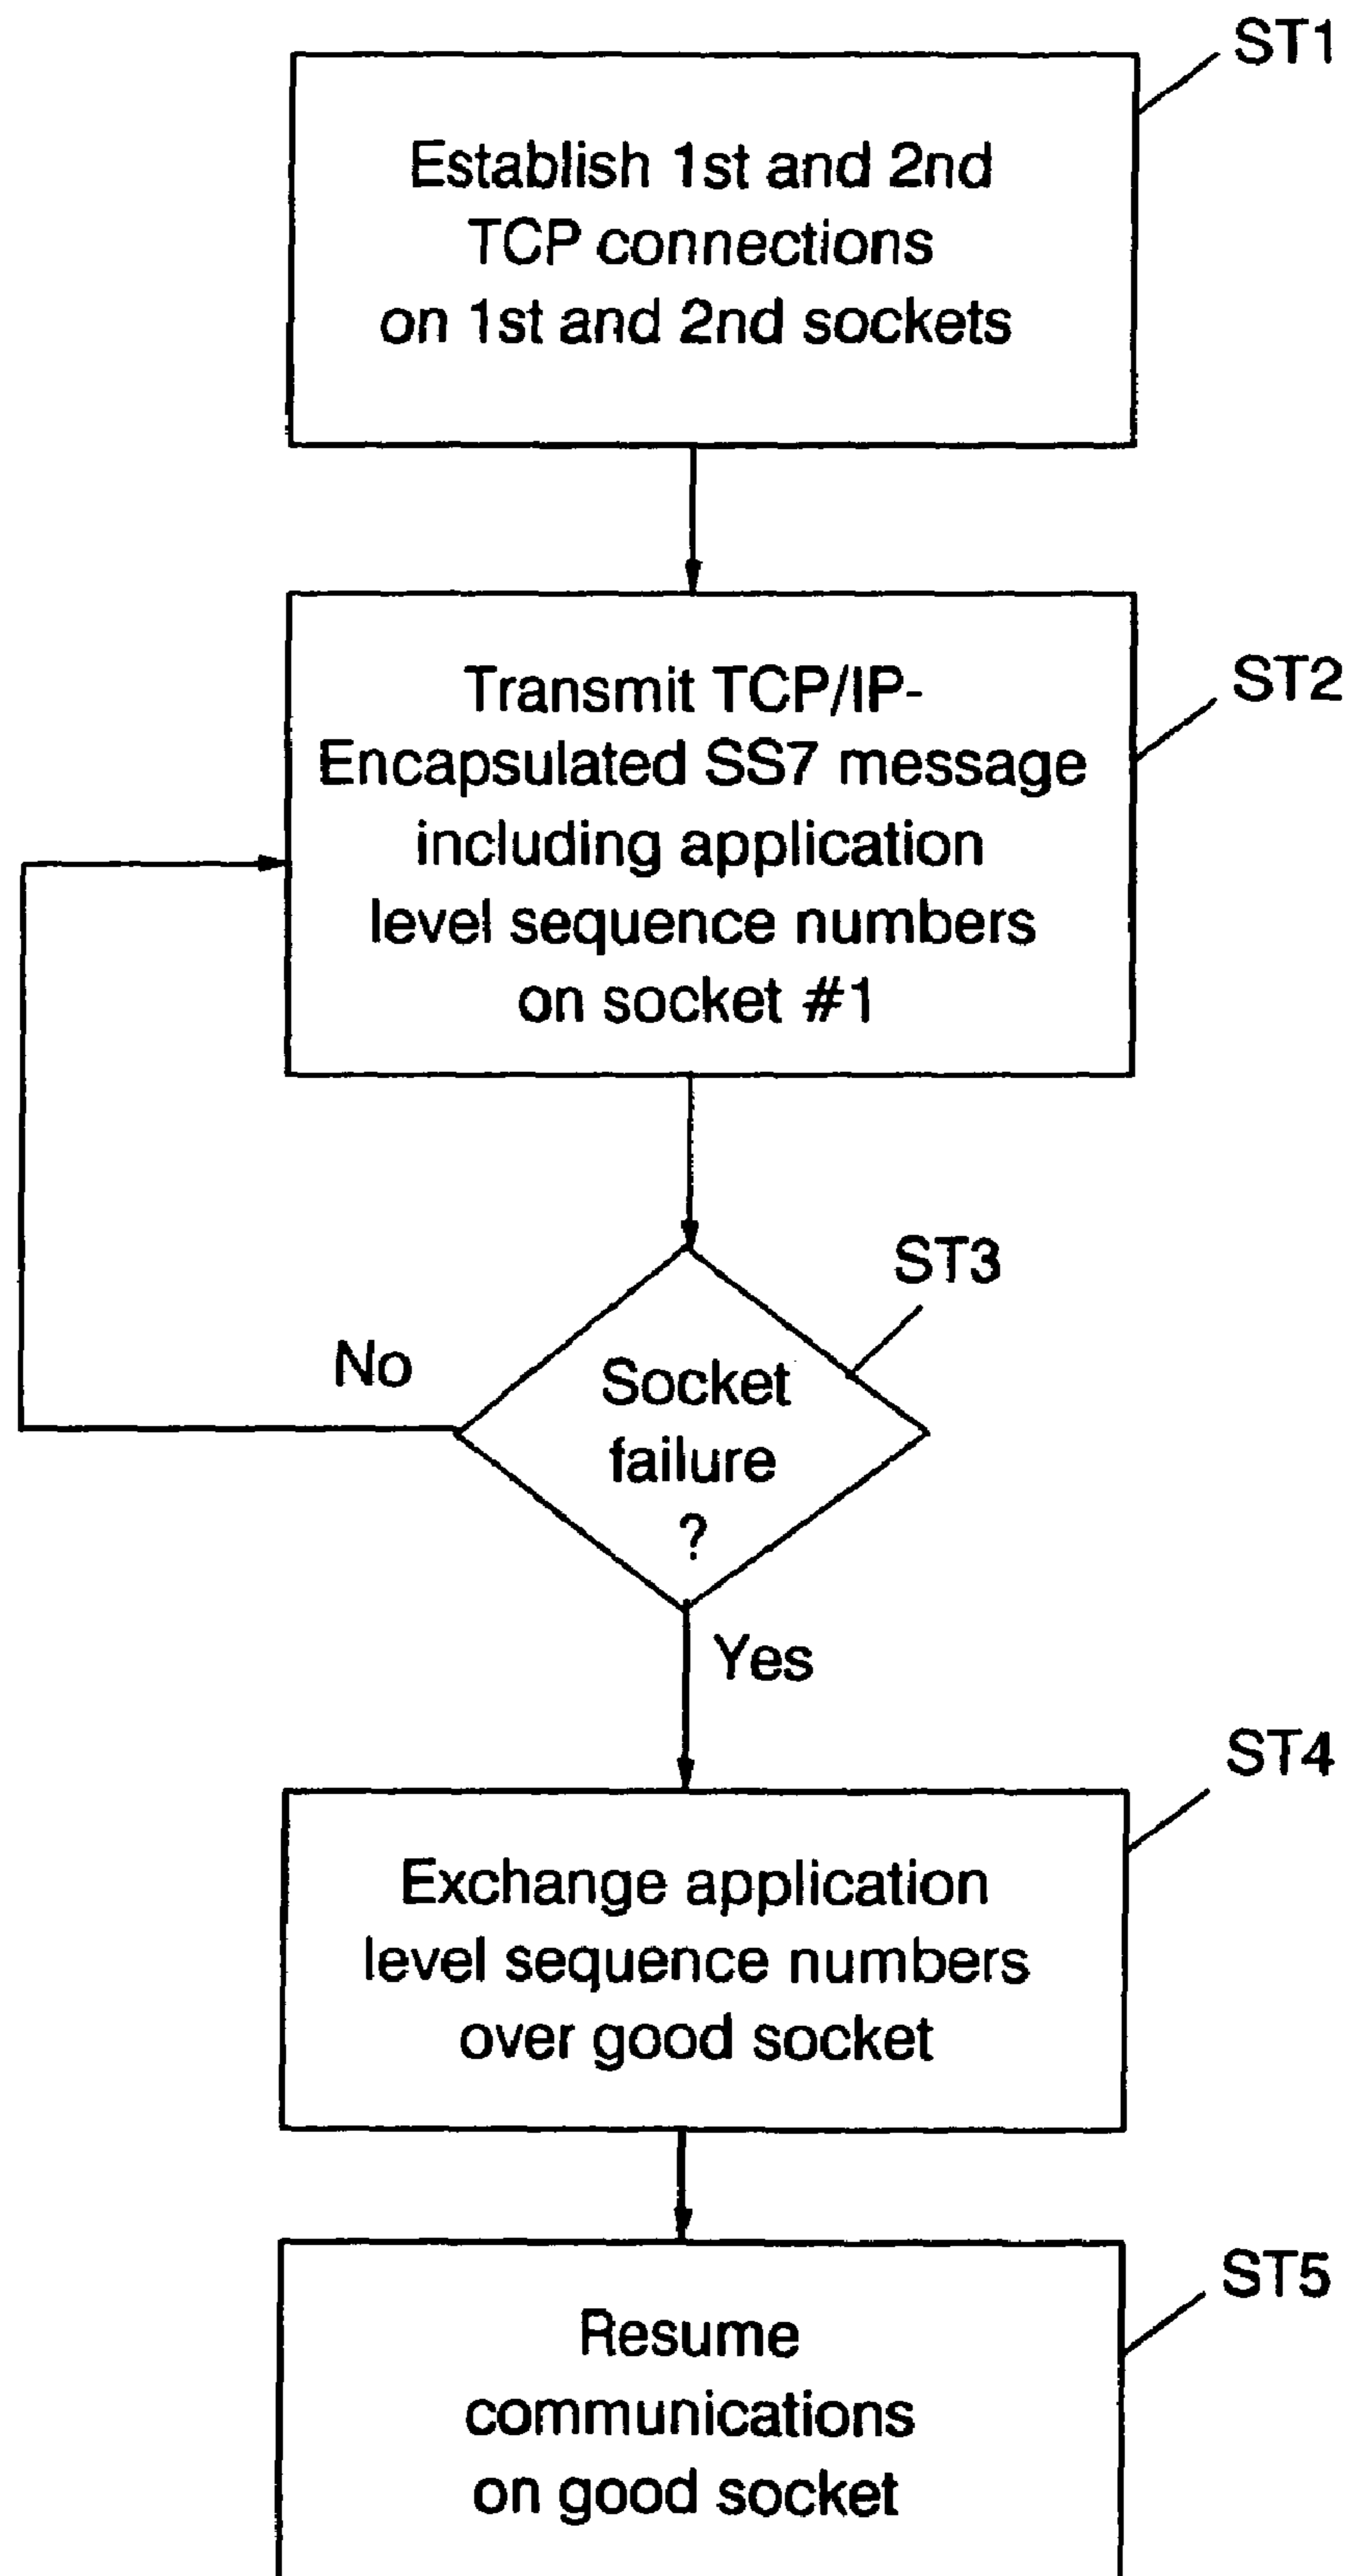 ST1
Establish 1st and 2nd
TCP connections
on 1st and 2nd sockets
ST2
Transmit TCP/IP-
Encapsulated SS7 message
including application
level sequence numbers
on socket #1
ST3
No
Socket
failure
?
Yes
ST4
Exchange application
level sequence numbers
over good socket
ST5
Resume
communications
on good socket